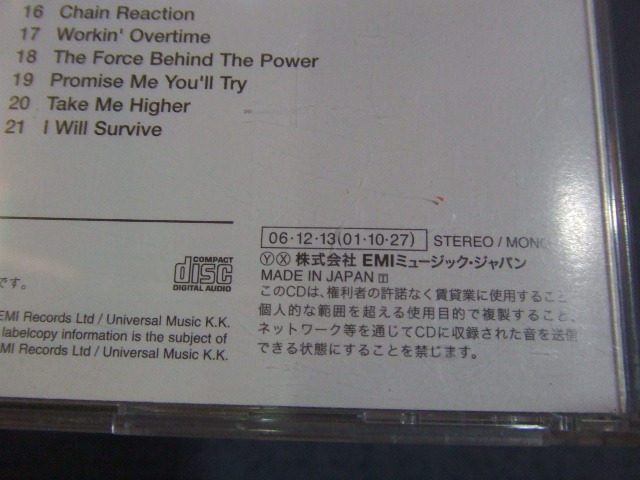 16 Chain Reaction
17 Workin' Overtime
18 The Force Behind The Power
19 Promise Me You'll Try
20 Take Me Higher
21 I Will Survive
です。
EMI Records Ltd / Universal Music K.K.
labelcopy information is the subject of
MI Records Ltd / Universal Music K.K.
COMPACT
disc
DIGITAL AUDIO
06・12・13(01・10・27) STEREO / MONO
ⓎⓍ 株式会社 EMIミュージック・ジャパン
MADE IN JAPAN
このCDは、権利者の許諾なく賃貸業に使用すること、
個人的な範囲を超える使用目的で複製すること、
ネットワーク等を通じてCDに収録された音を送信
できる状態にすることを禁じます。